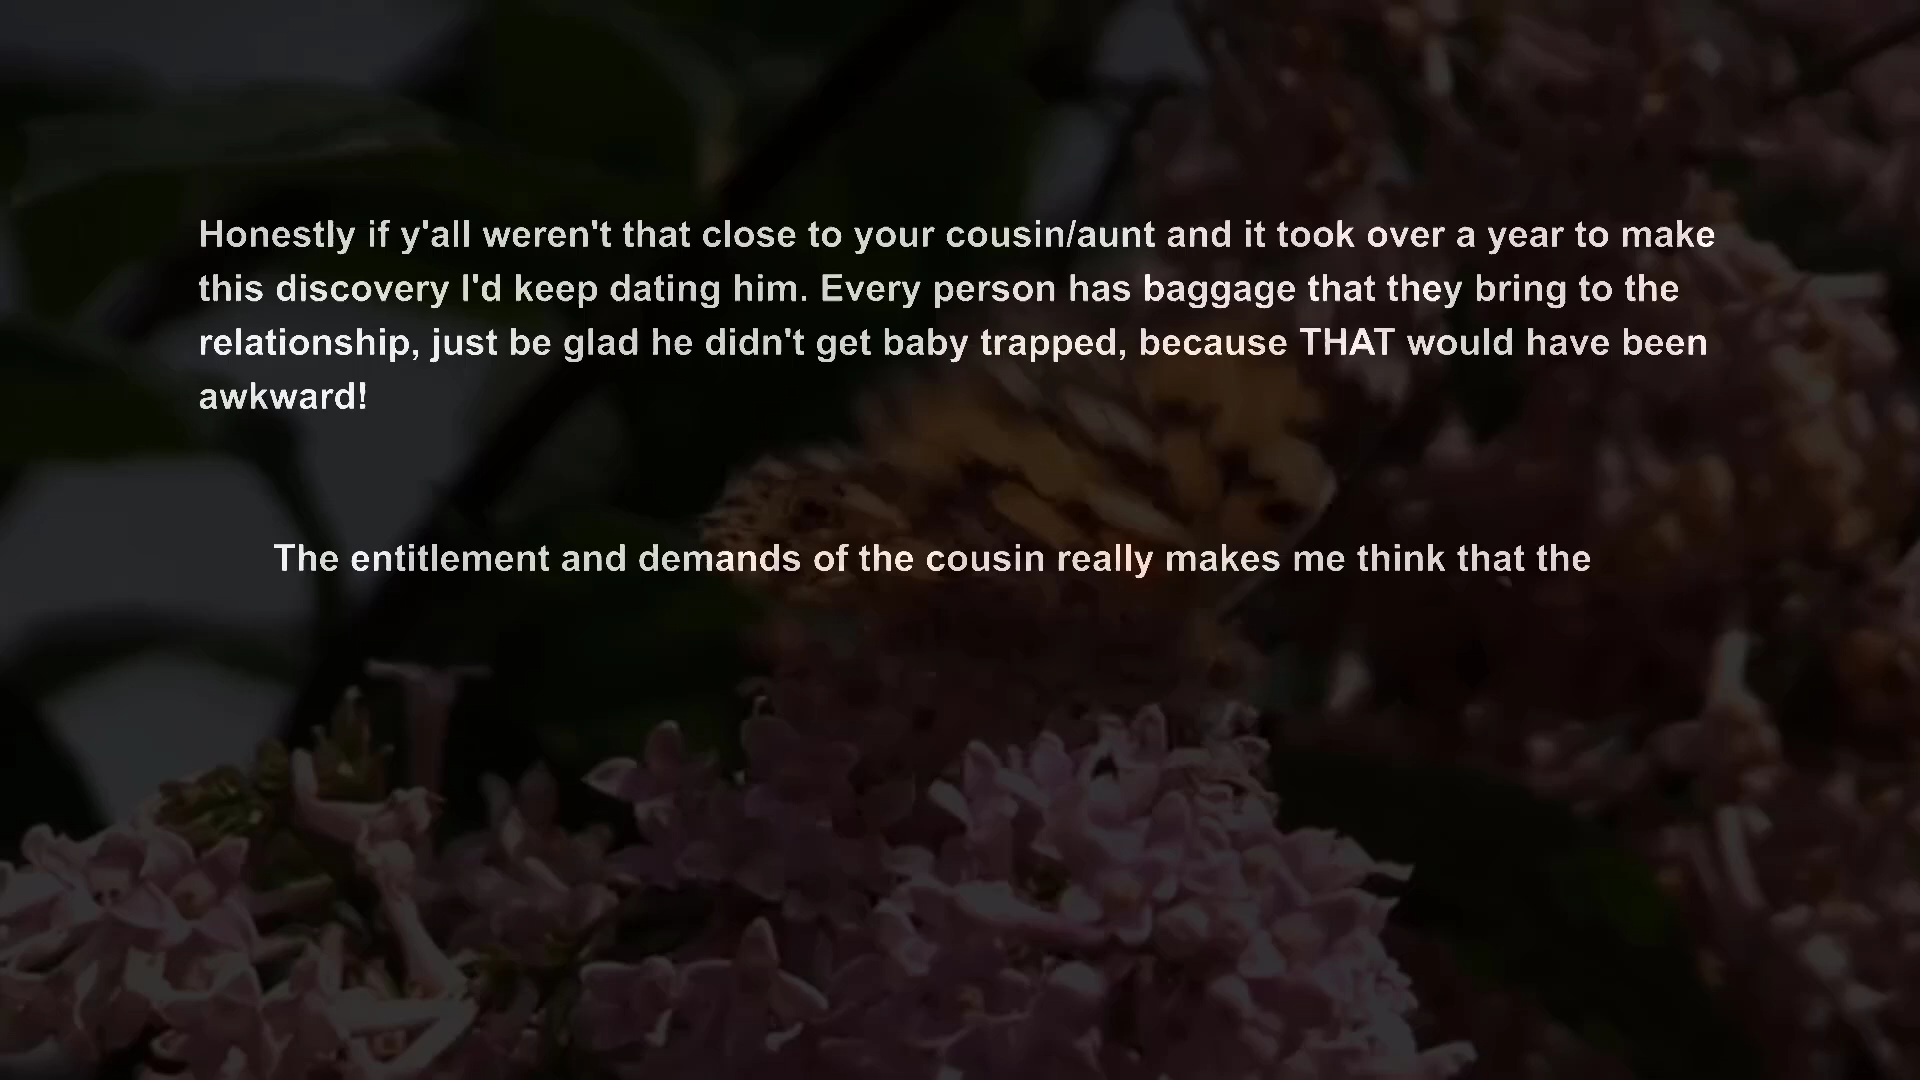 Honestly if y'all weren't that close to your cousin/aunt and it took over a year to make
this discovery I'd keep dating him. Every person has baggage that they bring to the
relationship, just be glad he didn't get baby trapped, because THAT would have been
awkward!
The entitlement and demands of the cousin really makes me think that the